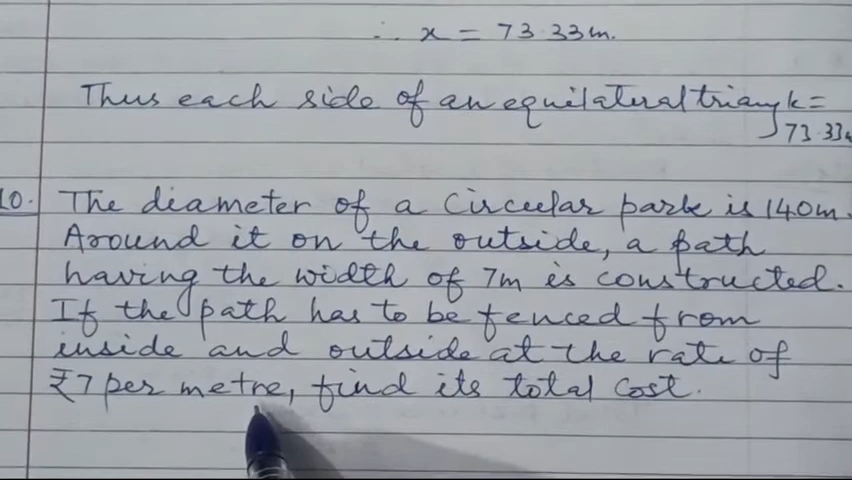 ∴ x = 73.33m.
Thus each side of an equilateral triangle =
73.33m
10. The diameter of a circular park is 140m.
Around it on the outside, a path
having the width of 7m is constructed.
If the path has to be fenced from
inside and outside at the rate of
₹7 per metre, find its total cost.